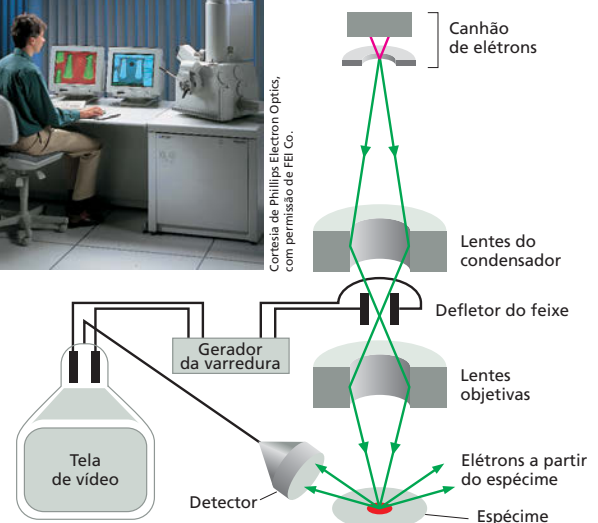 Canhão
de elétrons
Cortesia de Phillips Electron Optics,
com permissão de FEI Co.
Lentes do
condensador
Defletor do feixe
Gerador
da varredura
Lentes
objetivas
Tela
de vídeo
Detector
Elétrons a partir
do espécime
Espécime